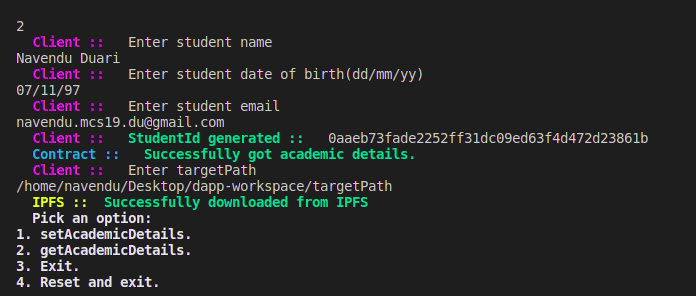 2
Client :: Enter student name
Navendu Duari
Client :: Enter student date of birth(dd/mm/yy)
07/11/97
Client :: Enter student email
navendu.mcs19.du@gmail.com
Client :: StudentId generated :: 0aaeb73fade2252ff31dc09ed63f4d472d23861b
Contract :: Successfully got academic details.
Client :: Enter targetPath
/home/navendu/Desktop/dapp-workspace/targetPath
IPFS :: Successfully downloaded from IPFS
Pick an option:
1. setAcademicDetails.
2. getAcademicDetails.
3. Exit.
4. Reset and exit.